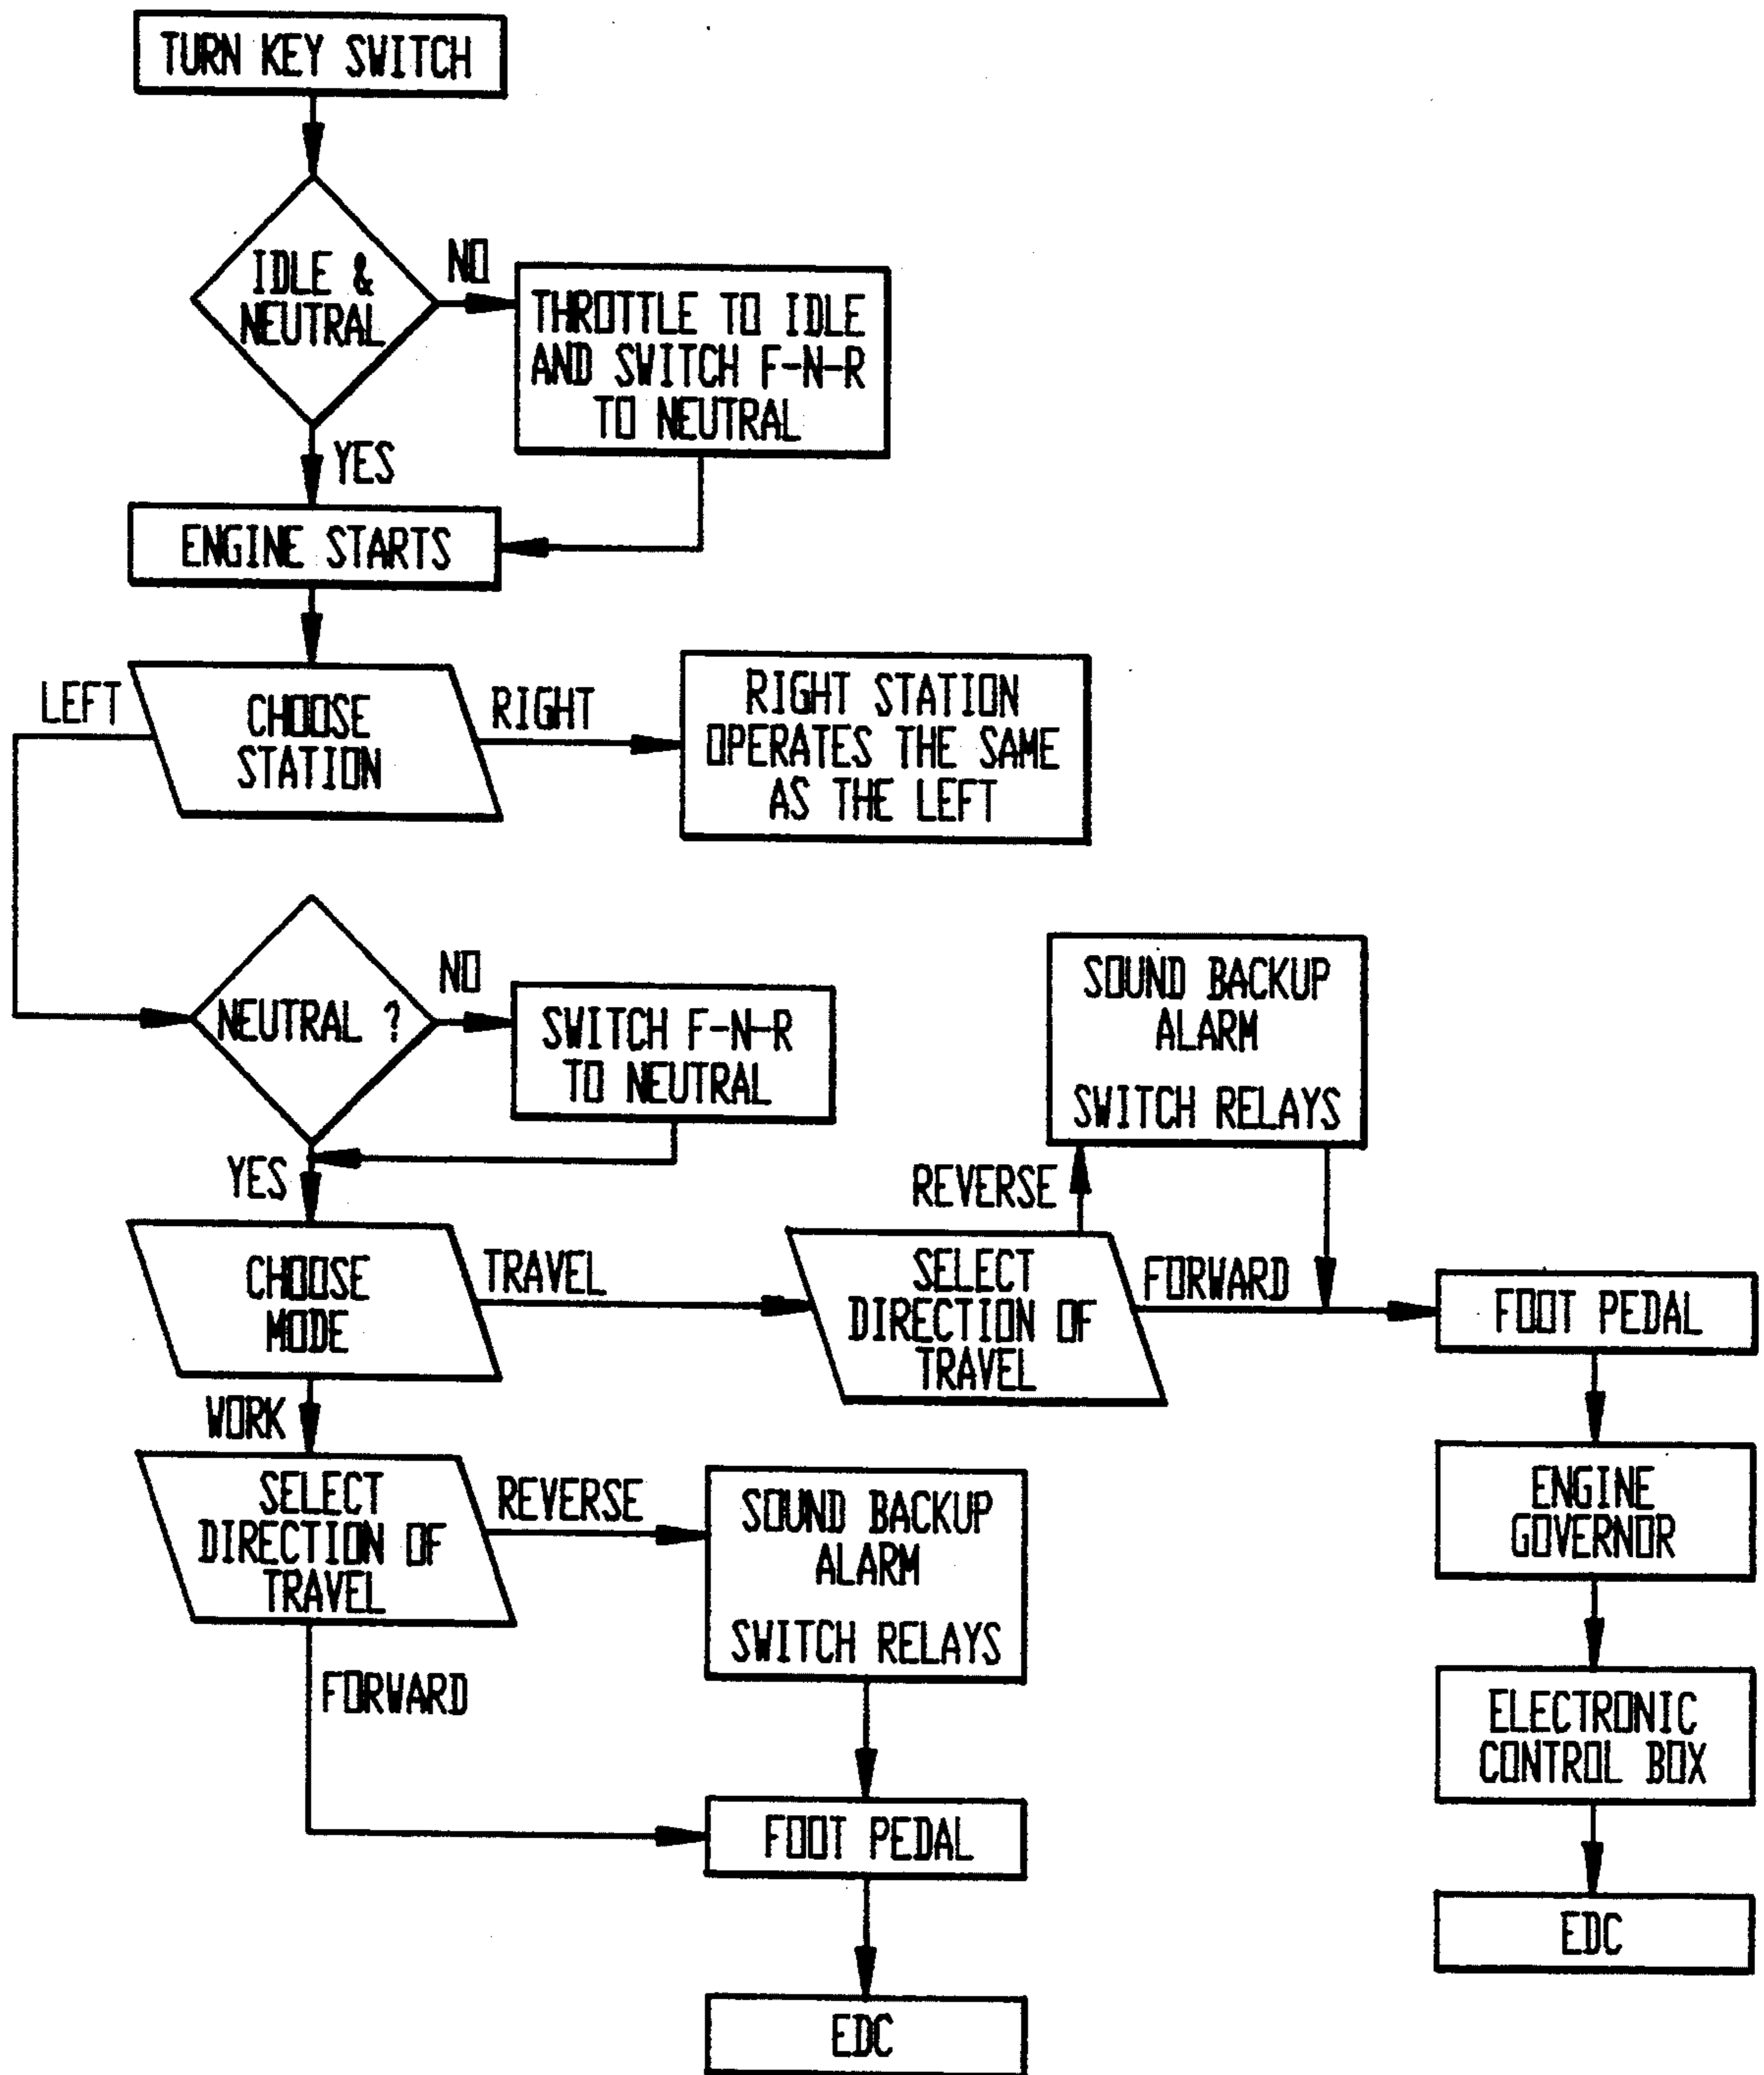 TURN KEY SWITCH
IDLE &
NEUTRAL
NO
THROTTLE TO IDLE
AND SWITCH F-N-R
TO NEUTRAL
YES
ENGINE STARTS
LEFT
CHOOSE
STATION
RIGHT
RIGHT STATION
OPERATES THE SAME
AS THE LEFT
NEUTRAL ?
NO
SWITCH F-N-R
TO NEUTRAL
YES
CHOOSE
MODE
TRAVEL
SELECT
DIRECTION OF
TRAVEL
REVERSE
SOUND BACKUP
ALARM
SWITCH RELAYS
FORWARD
FOOT PEDAL
ENGINE
GOVERNOR
ELECTRONIC
CONTROL BOX
EDC
WORK
SELECT
DIRECTION OF
TRAVEL
REVERSE
SOUND BACKUP
ALARM
SWITCH RELAYS
FORWARD
FOOT PEDAL
EDC